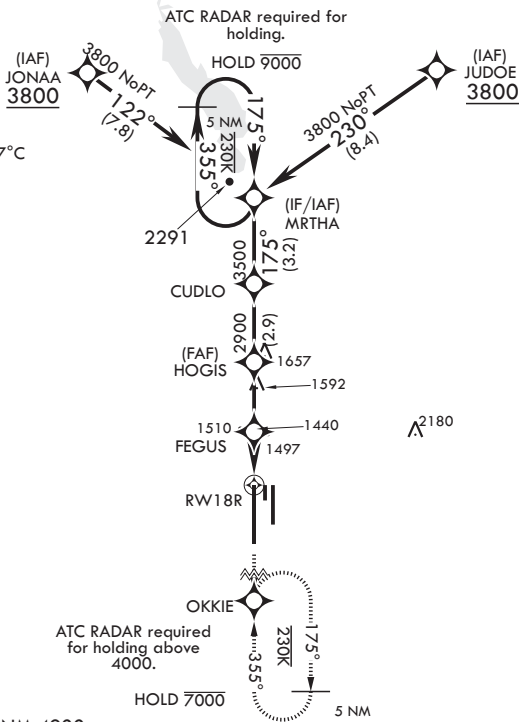 ATC RADAR required for
holding.
HOLD 9000
(IAF)
JONAA
3800
3800 NoPT
122°
(7.8)
(IAF)
JUDOE
3800
3800 NoPT
230°
(8.4)
7°C
5 NM
230K
355°
175°
2291
(IF/IAF)
MRTHA
3500
175°
(3.2)
CUDLO
2900
(2.9)
(FAF)
HOGIS
1657
1592
1510
1440
FEGUS
1497
2180
RW18R
OKKIE
ATC RADAR required
for holding above
4000.
HOLD 7000
355°
230K
175°
5 NM